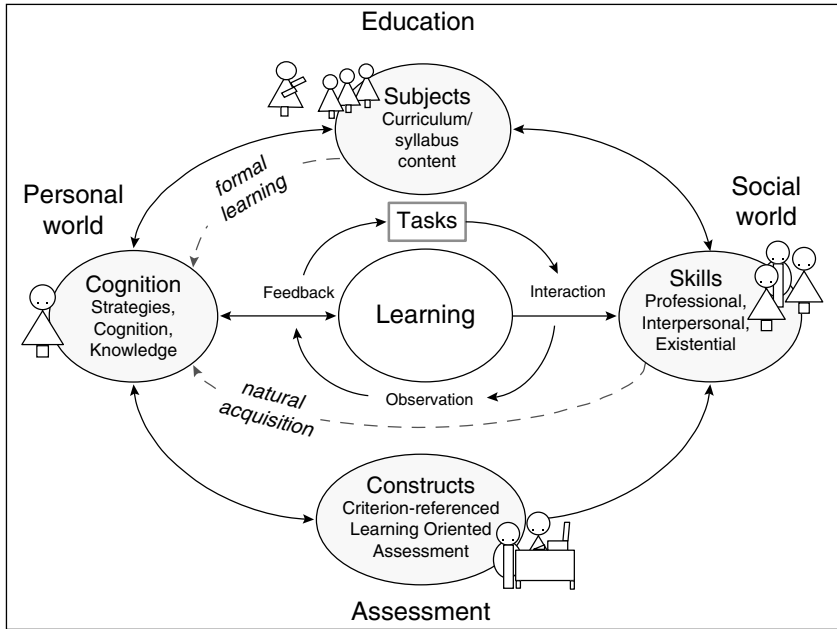 Education
Subjects
Curriculum/
syllabus
content
formal
learning
Personal
world
Social
world
Tasks
Cognition
Strategies,
Cognition,
Knowledge
Feedback
Learning
Interaction
Skills
Professional,
Interpersonal,
Existential
Observation
natural
acquisition
Constructs
Criterion-referenced
Learning Oriented
Assessment
Assessment